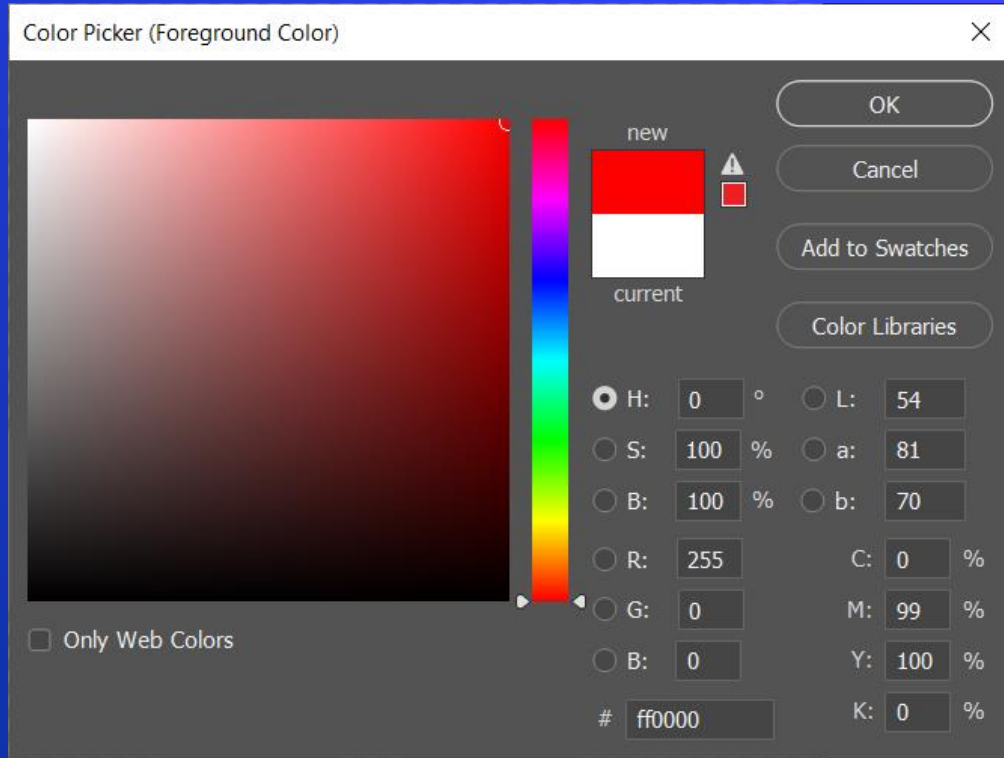 Color Picker (Foreground Color)
new
current
OK
Cancel
Add to Swatches
Color Libraries
H: 0 °
S: 100 %
B: 100 %
R: 255
G: 0
B: 0
# ff0000
L: 54
a: 81
b: 70
C: 0 %
M: 99 %
Y: 100 %
K: 0 %
Only Web Colors